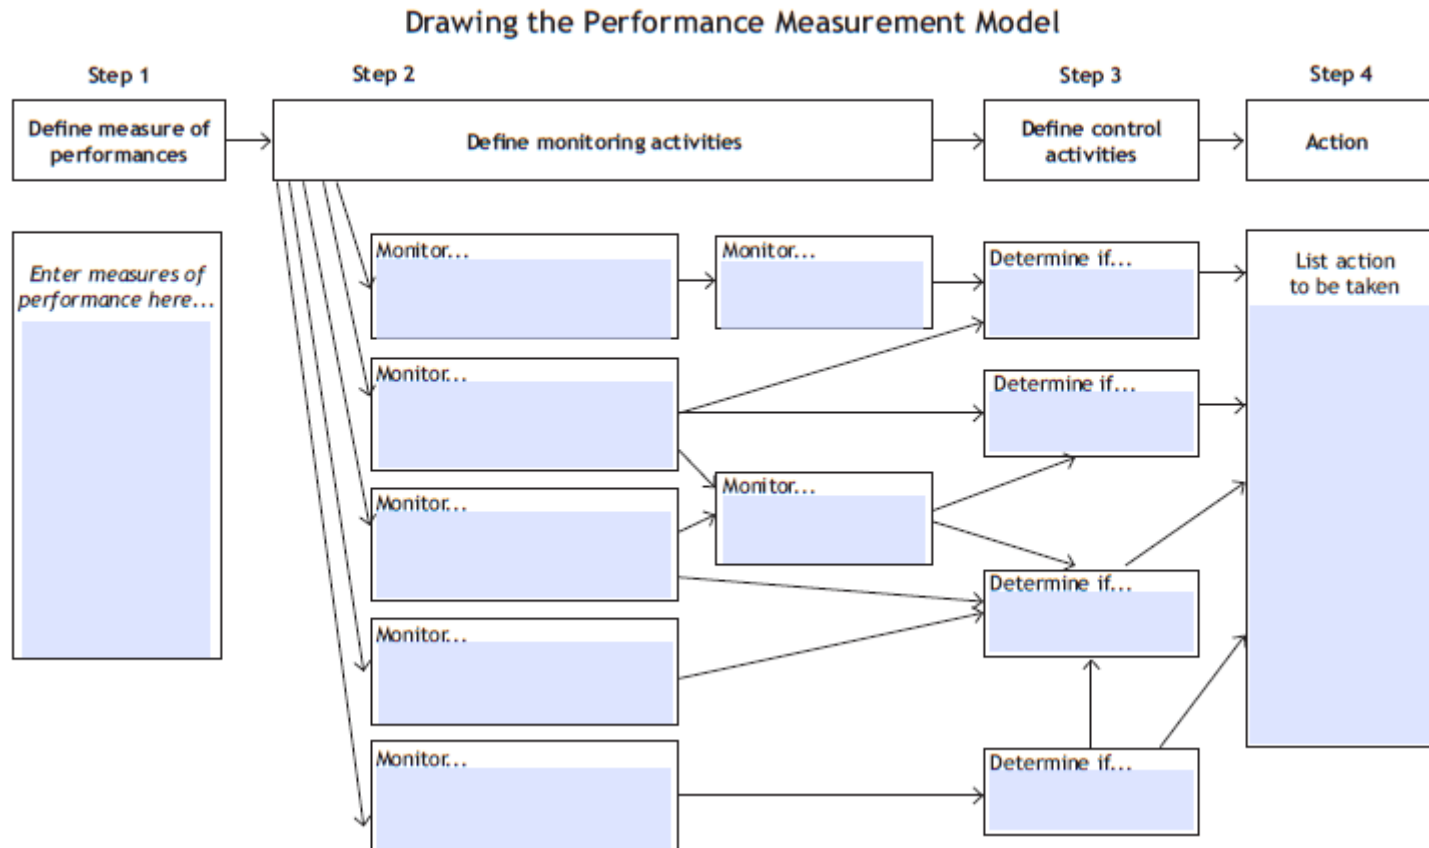 Drawing the Performance Measurement Model
Step 1
Step 2
Step 3
Step 4
Define measure of
performances
Define monitoring activities
Define control
activities
Action
Enter measures of
performance here...
Monitor...
Monitor...
Determine if...
List action
to be taken
Monitor...
Determine if...
Monitor...
Monitor...
Determine if...
Monitor...
Monitor...
Determine if...